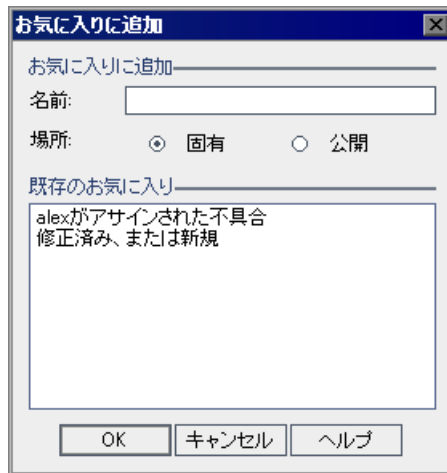 お気に入りに追加
お気に入りに追加
名前:
場所: 固有 公開
既存のお気に入り
alexがアサインされた不具合
修正済み、または新規
OK キャンセル ヘルプ